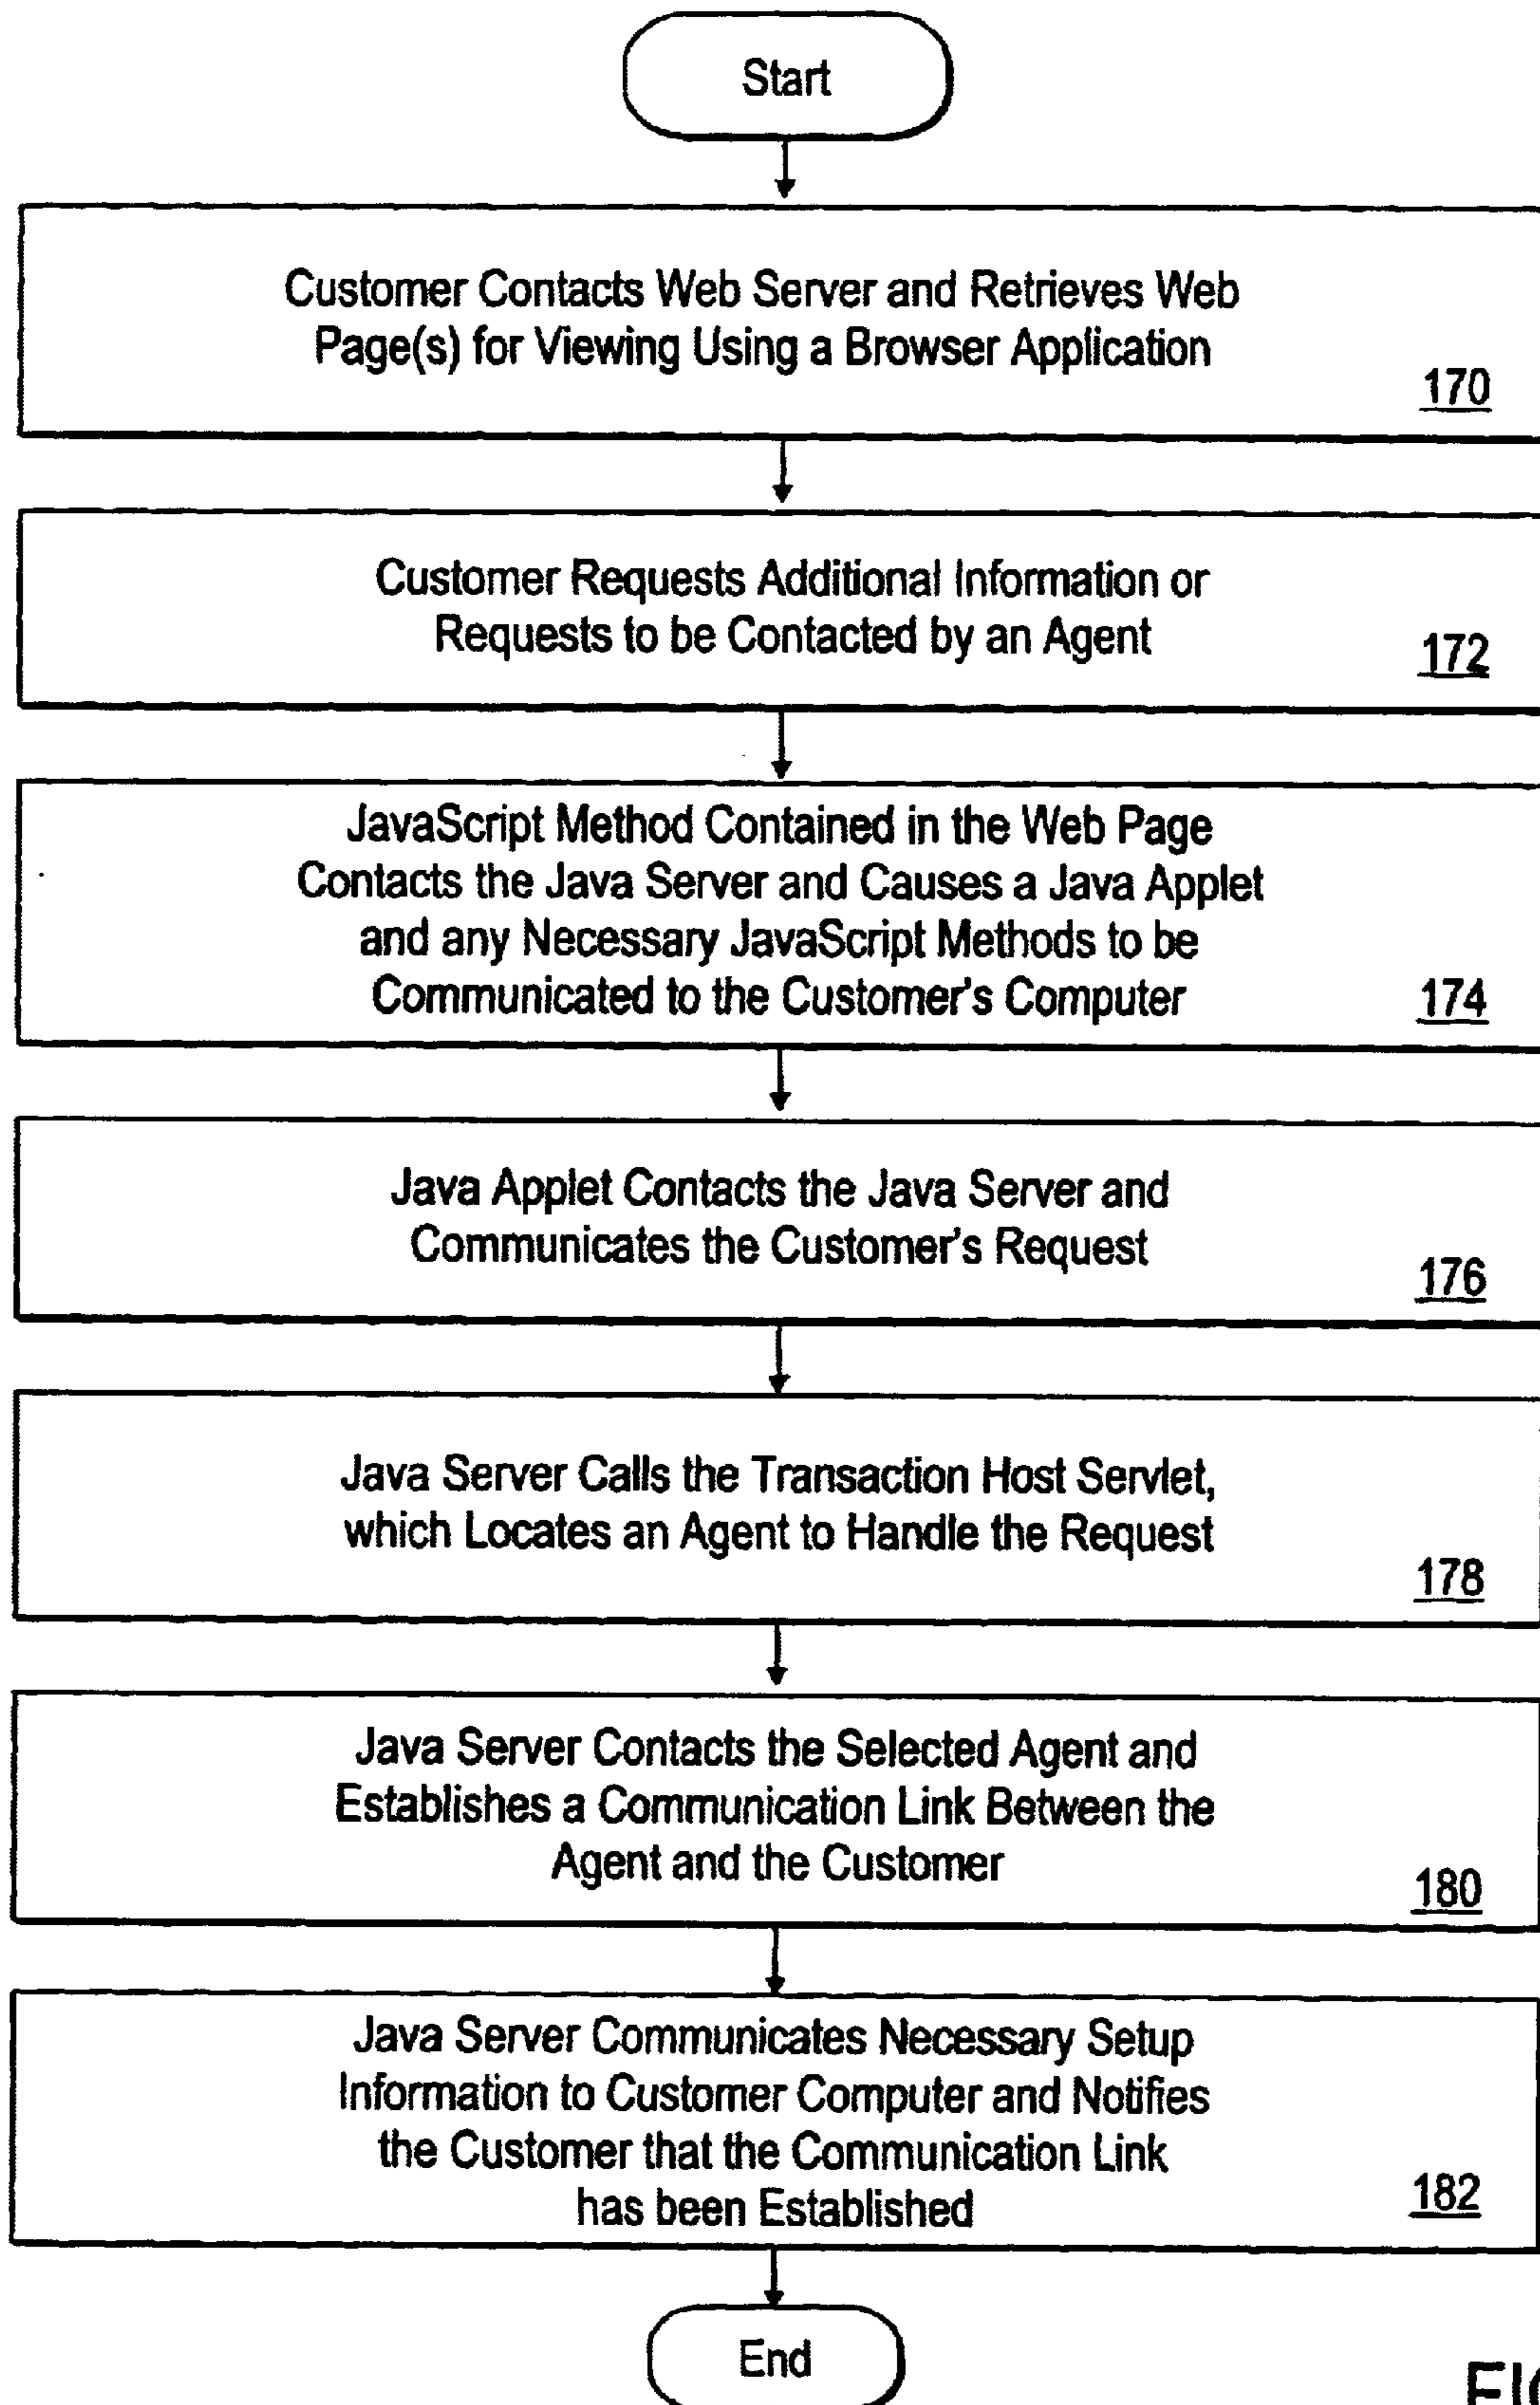 Start
Customer Contacts Web Server and Retrieves Web
Page(s) for Viewing Using a Browser Application
170
Customer Requests Additional Information or
Requests to be Contacted by an Agent
172
JavaScript Method Contained in the Web Page
Contacts the Java Server and Causes a Java Applet
and any Necessary JavaScript Methods to be
Communicated to the Customer's Computer
174
Java Applet Contacts the Java Server and
Communicates the Customer's Request
176
Java Server Calls the Transaction Host Servlet,
which Locates an Agent to Handle the Request
178
Java Server Contacts the Selected Agent and
Establishes a Communication Link Between the
Agent and the Customer
180
Java Server Communicates Necessary Setup
Information to Customer Computer and Notifies
the Customer that the Communication Link
has been Established
182
End